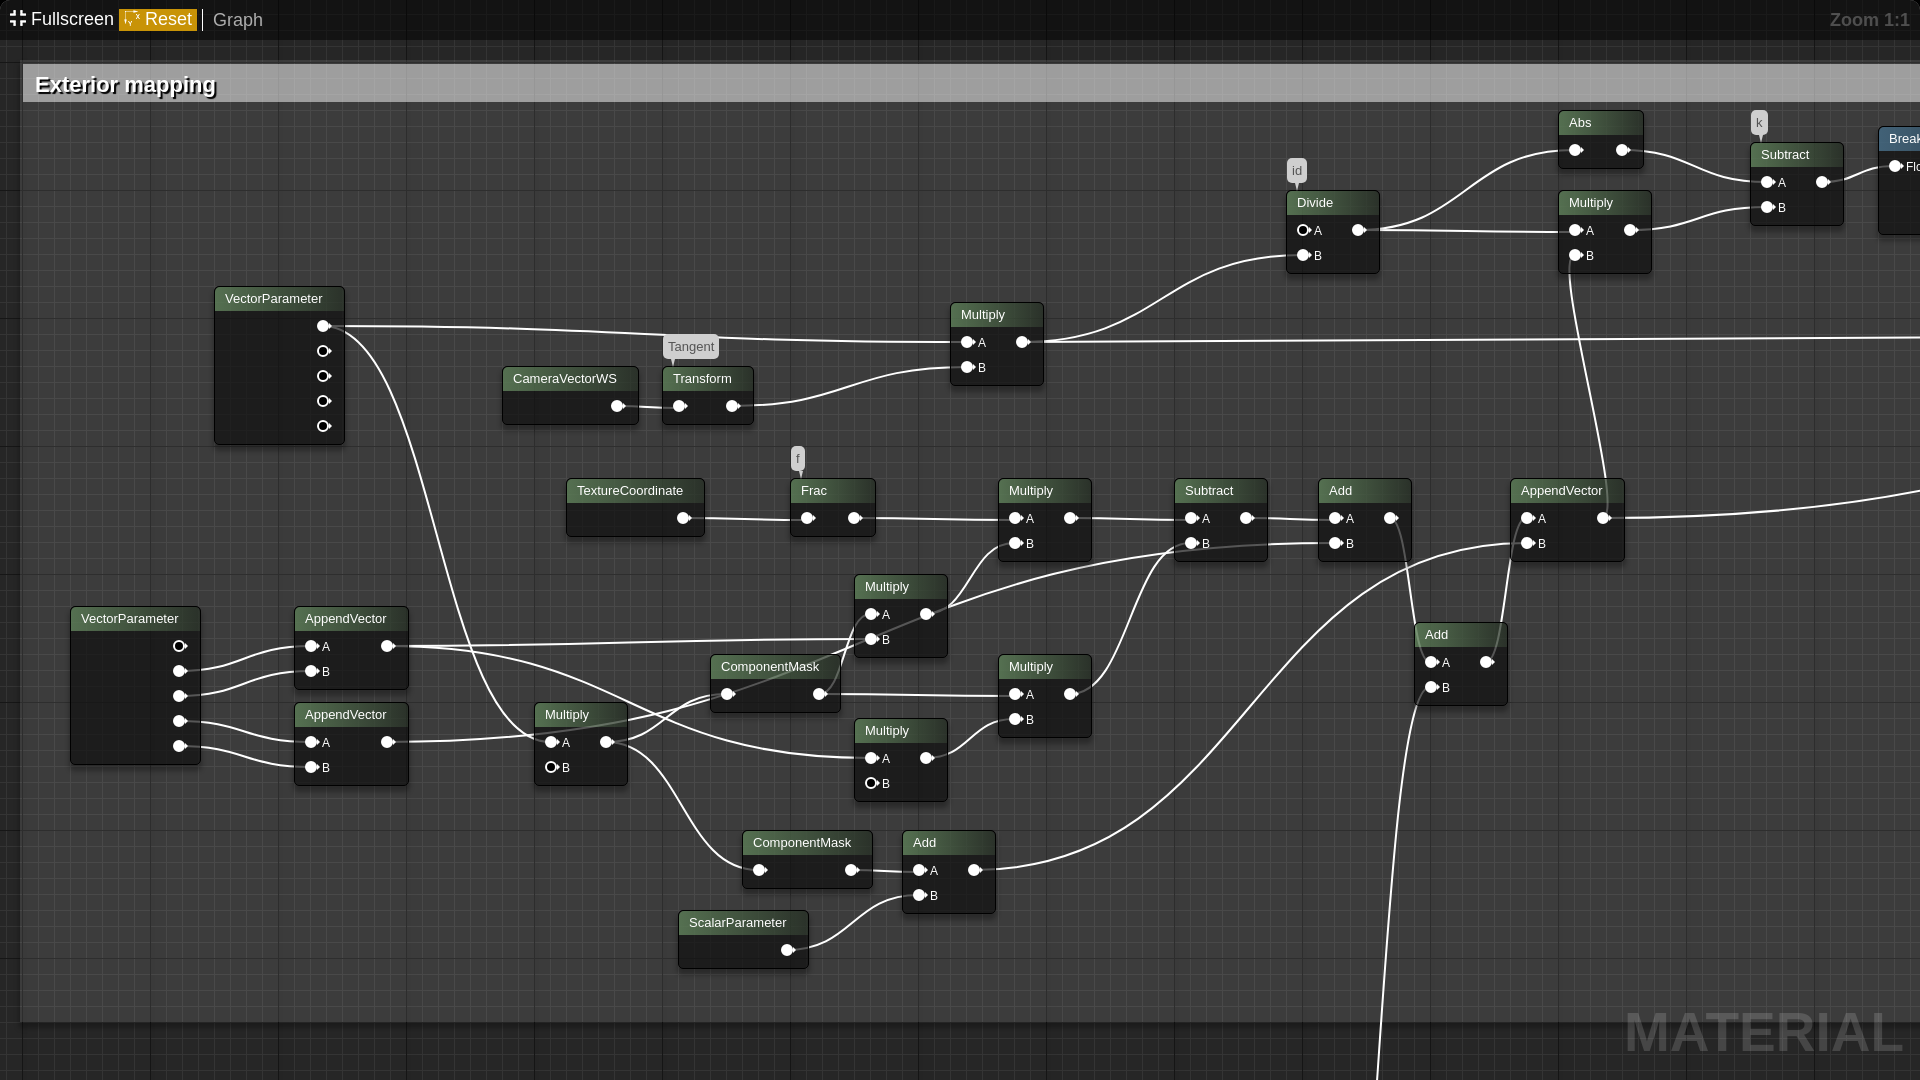 Fullscreen Reset Graph Zoom 1:1
Exterior mapping
Abs
k
Subtract
A
B
Break
Flo
id
Divide
A
B
Multiply
A
B
VectorParameter
Multiply
A
B
Tangent
CameraVectorWS
Transform
f
TextureCoordinate
Frac
Multiply
A
B
Subtract
A
B
Add
A
B
AppendVector
A
B
Multiply
A
B
VectorParameter
AppendVector
A
B
Add
A
B
ComponentMask
Multiply
A
B
AppendVector
A
B
Multiply
A
B
Multiply
A
B
ComponentMask
Add
A
B
ScalarParameter
MATERIAL